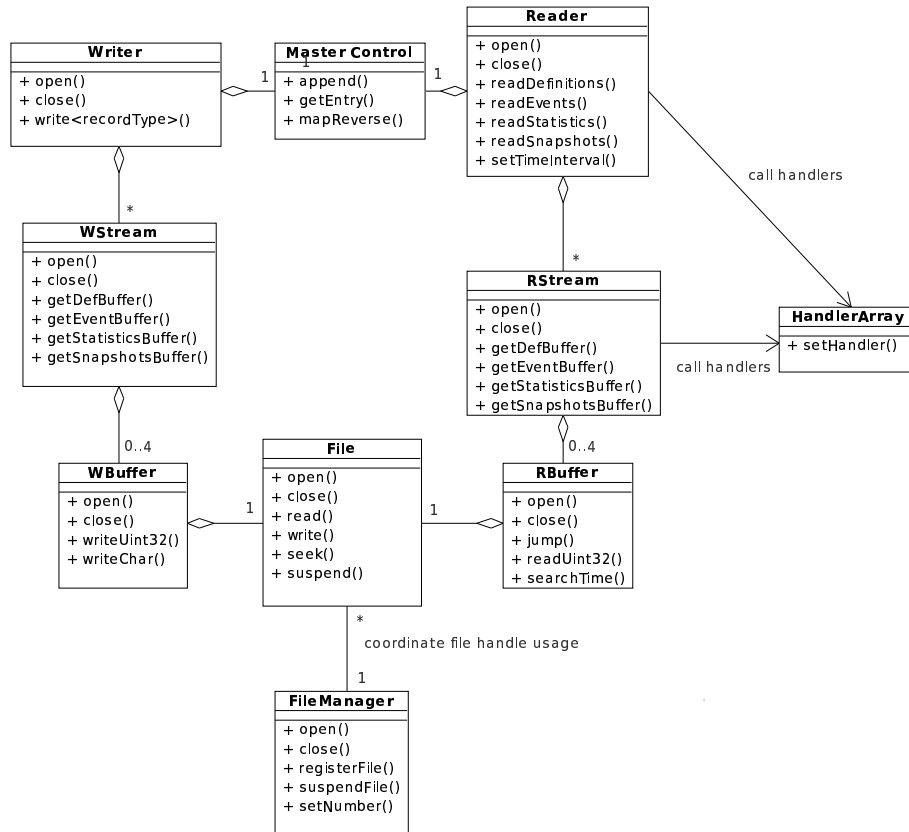 Writer
+ open()
+ close()
+ write<recordType>()
1
Master Control
1
+ append()
+ getEntry()
+ mapReverse()
1
Reader
+ open()
+ close()
+ readDefinitions()
+ readEvents()
+ readStatistics()
+ readSnapshots()
+ setTimeInterval()
call handlers
*
WStream
+ open()
+ close()
+ getDefBuffer()
+ getEventBuffer()
+ getStatisticsBuffer()
+ getSnapshotsBuffer()
*
RStream
+ open()
+ close()
+ getDefBuffer()
+ getEventBuffer()
+ getStatisticsBuffer()
+ getSnapshotsBuffer()
call handlers
HandlerArray
+ setHandler()
0..4
WBuffer
+ open()
+ close()
+ writeUint32()
+ writeChar()
1
File
+ open()
+ close()
+ read()
+ write()
+ seek()
+ suspend()
1
0..4
RBuffer
+ open()
+ close()
+ jump()
+ readUint32()
+ searchTime()
*
coordinate file handle usage
1
FileManager
+ open()
+ close()
+ registerFile()
+ suspendFile()
+ setNumber()